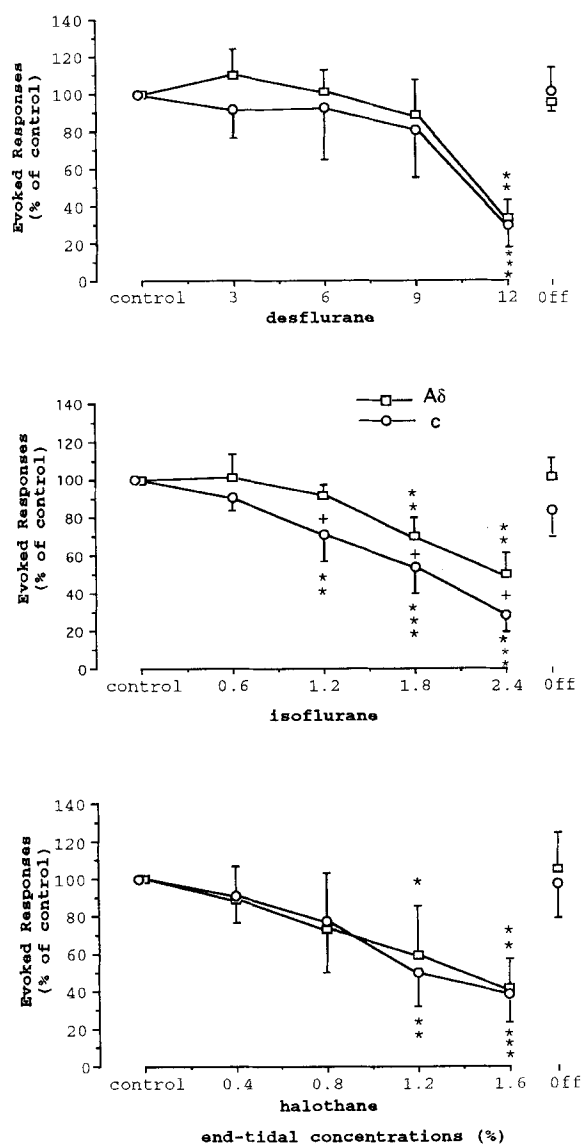 140
120
100
80
60
40
20
0
Evoked Responses
(% of control)
* *
* * *
control 3 6 9 12 Off
desflurane
Aδ
c
140
120
100
80
60
40
20
0
Evoked Responses
(% of control)
+ + +
* * * *
* * * * * * * *
control 0.6 1.2 1.8 2.4 Off
isoflurane
140
120
100
80
60
40
20
0
Evoked Responses
(% of control)
* * *
* * * * *
control 0.4 0.8 1.2 1.6 Off
halothane
end-tidal concentrations (%)